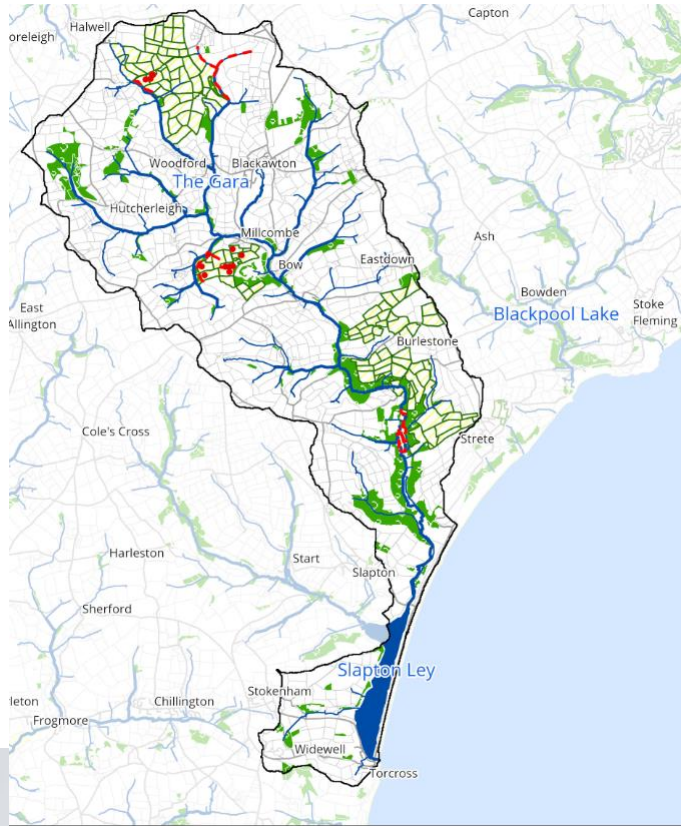 Halwell
Capton
oreleigh
Woodford
Blackawton
The Gara
Hutcherleigh
Millcombe
Ash
Bow
Eastdown
Bowden
East
Allington
Blackpool Lake
Stoke
Fleming
Burlestone
Cole's Cross
Strete
Harleston
Start
Slapton
Sherford
Slapton Ley
Stokenham
leton
Chillington
Frogmore
Widewell
Torcross